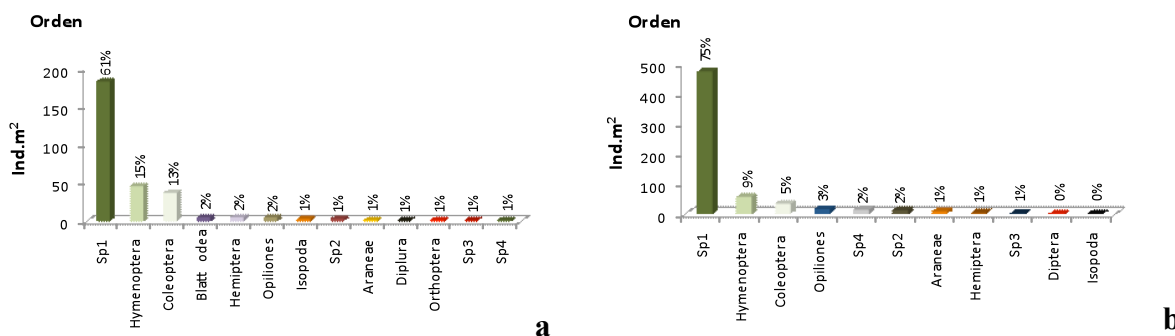 Orden
Ind.m²
200
150
100
50
0
61%
15%
13%
2%
2%
2%
1%
1%
1%
1%
1%
1%
1%
Sp1
Hymenoptera
Coleoptera
Blatt odea
Hemiptera
Opiliones
Isopoda
Sp2
Araneae
Diplura
Orthoptera
Sp3
Sp4
a
Orden
Ind.m²
500
400
300
200
100
0
75%
9%
5%
3%
2%
2%
1%
1%
1%
0%
0%
Sp1
Hymenoptera
Coleoptera
Opiliones
Sp4
Sp2
Araneae
Hemiptera
Sp3
Diptera
Isopoda
b